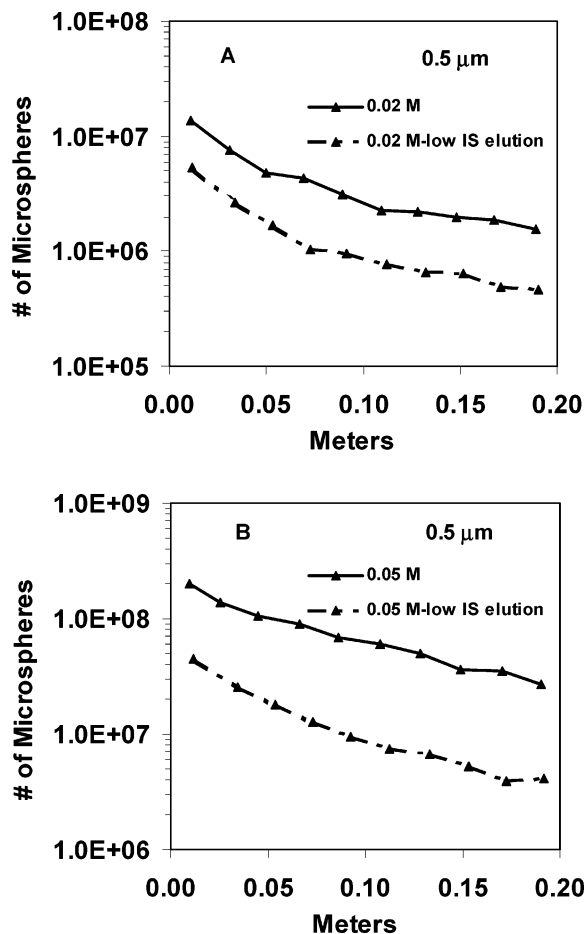 1.0E+08
A
0.5 μm
0.02 M
1.0E+07
0.02 M-low IS elution
# of Microspheres
1.0E+06
1.0E+05
0.00 0.05 0.10 0.15 0.20
Meters
1.0E+09
B
0.5 μm
0.05 M
1.0E+08
0.05 M-low IS elution
# of Microspheres
1.0E+07
1.0E+06
0.00 0.05 0.10 0.15 0.20
Meters